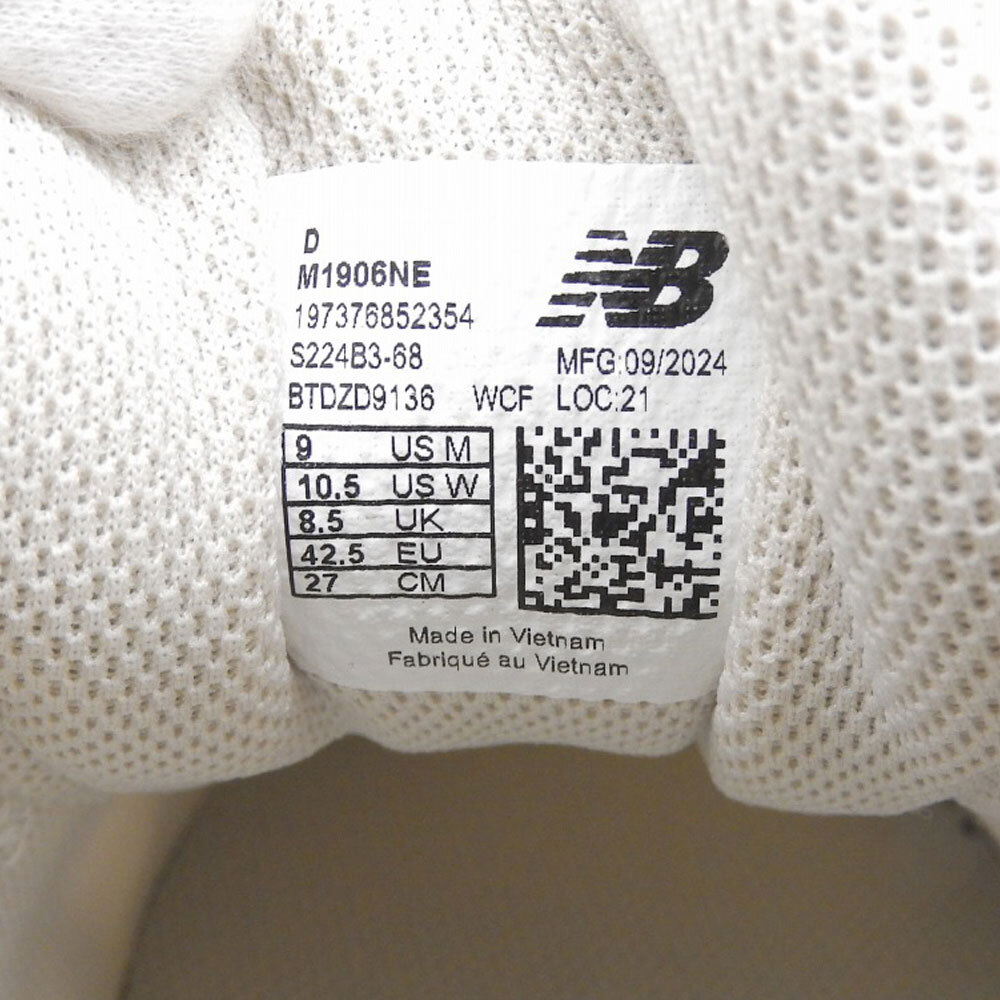 D
M1906NE
NB
197376852354
S224B3-68 MFG:09/2024
BTDZD9136 WCF LOC:21
9 US M
10.5 US W
8.5 UK
42.5 EU
27 CM
Made in Vietnam
Fabriqué au Vietnam